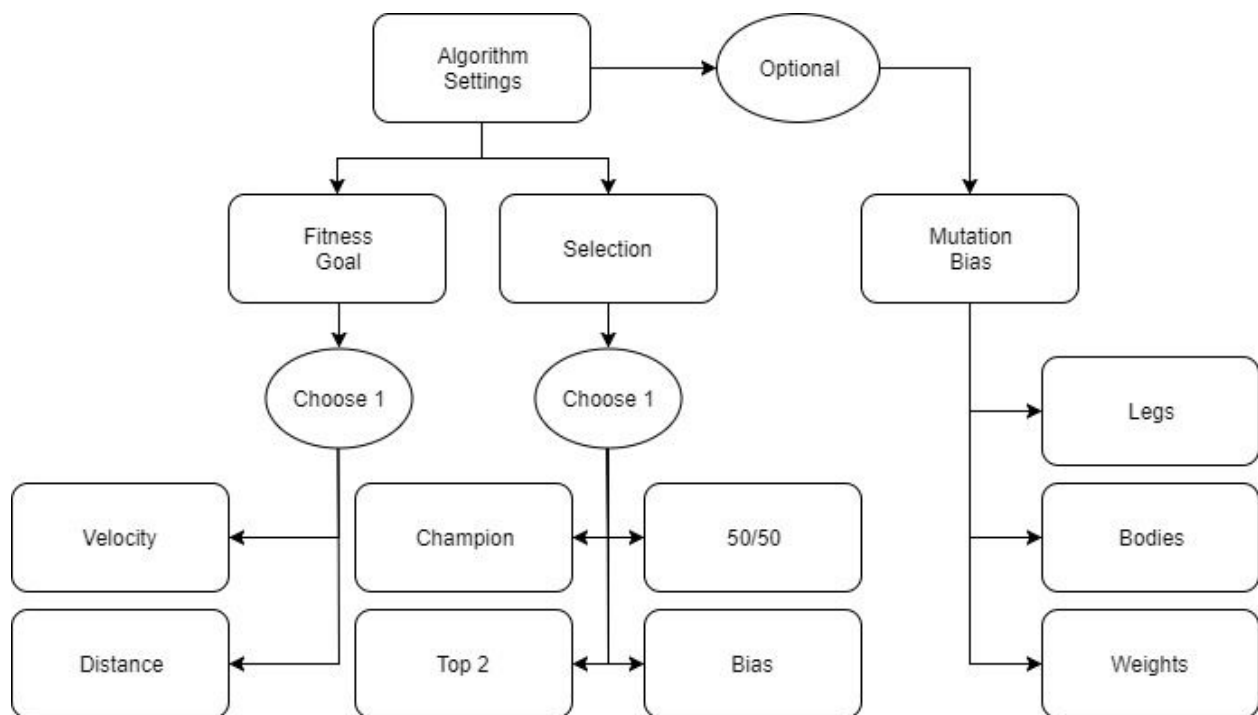 Algorithm
Settings
Optional
Fitness
Goal
Selection
Mutation
Bias
Choose 1
Choose 1
Legs
Velocity
Champion
50/50
Bodies
Distance
Top 2
Bias
Weights